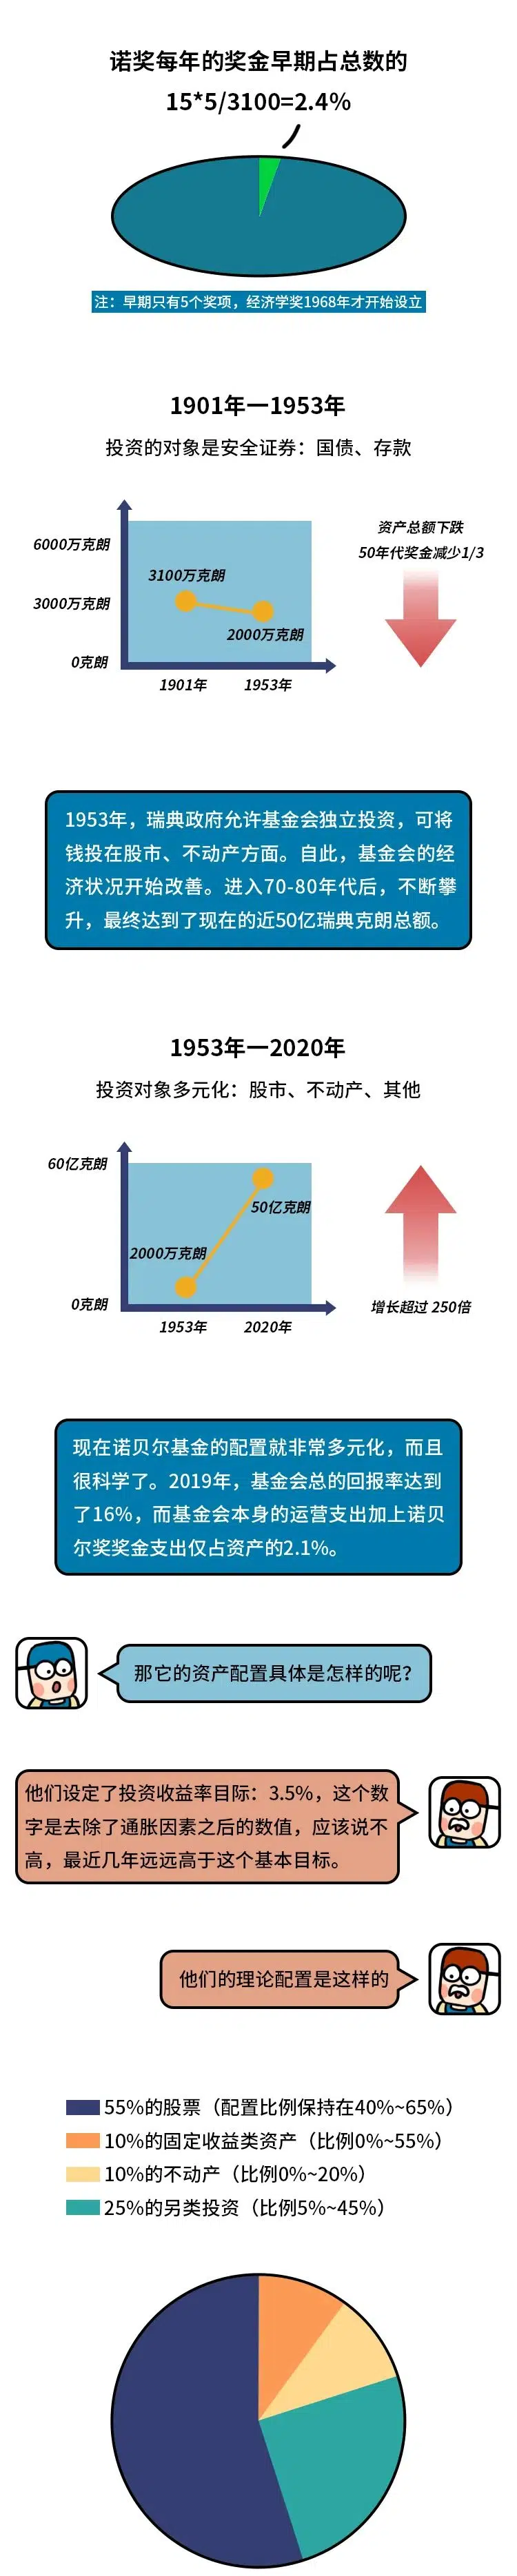 诺奖每年的奖金早期占总数的
15*5/3100=2.4%
注：早期只有5个奖项，经济学奖1968年才开始设立
1901年一1953年
投资的对象是安全证券：国债、存款
6000万克朗
3000万克朗
0克朗
3100万克朗
2000万克朗
1901年
1953年
资产总额下跌
50年代奖金减少1/3
1953年，瑞典政府允许基金会独立投资，可将
钱投在股市、不动产方面。自此，基金会的经
济状况开始改善。进入70-80年代后，不断攀
升，最终达到了现在的近50亿瑞典克朗总额。
1953年一2020年
投资对象多元化：股市、不动产、其他
60亿克朗
0克朗
50亿克朗
2000万克朗
1953年
2020年
增长超过 250倍
现在诺贝尔基金的配置就非常多元化，而且
很科学了。2019年，基金会总的回报率达到
了16%，而基金会本身的运营支出加上诺贝
尔奖奖金支出仅占资产的2.1%。
那它的资产配置具体是怎样的呢？
他们设定了投资收益率目际：3.5%，这个数
字是去除了通胀因素之后的数值，应该说不
高，最近几年远远高于这个基本目标。
他们的理论配置是这样的
55%的股票（配置比例保持在40%~65%）
10%的固定收益类资产（比例0%~55%）
10%的不动产（比例0%~20%）
25%的另类投资（比例5%~45%）